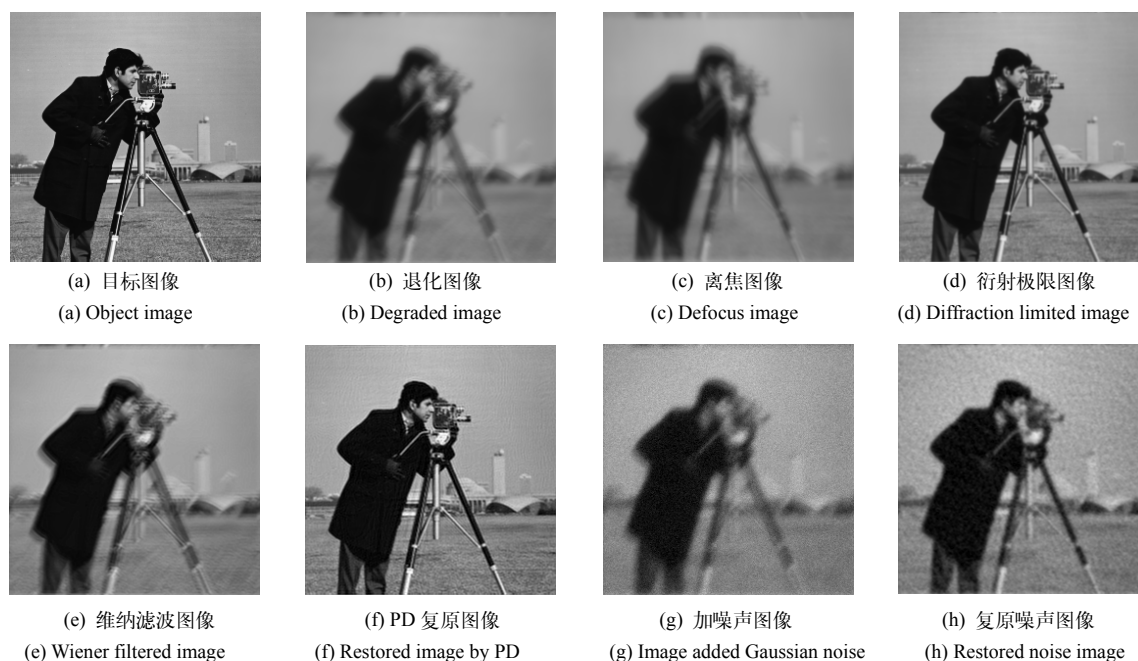 (a) 目标图像
(b) 退化图像
(c) 离焦图像
(d) 衍射极限图像
(a) Object image
(b) Degraded image
(c) Defocus image
(d) Diffraction limited image
(e) 维纳滤波图像
(f) PD 复原图像
(g) 加噪声图像
(h) 复原噪声图像
(e) Wiener filtered image
(f) Restored image by PD
(g) Image added Gaussian noise
(h) Restored noise image